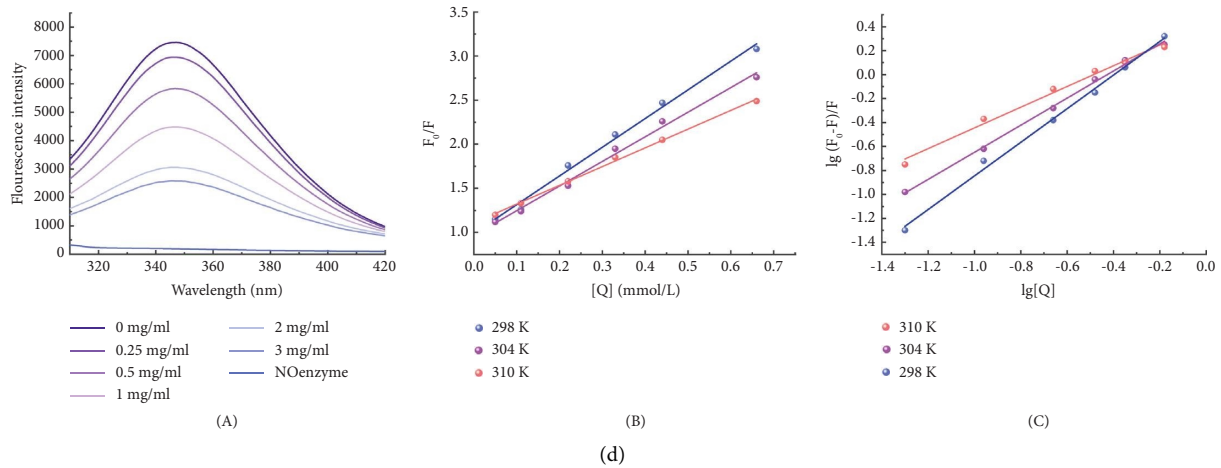 8000
7000
6000
5000
4000
3000
2000
1000
0
Flourescence intensity
320
340
360
380
400
420
Wavelength (nm)
0 mg/ml
0.25 mg/ml
0.5 mg/ml
1 mg/ml
2 mg/ml
3 mg/ml
NOenzyme
(A)
3.5
3.0
2.5
2.0
1.5
1.0
F₀/F
0.0
0.1
0.2
0.3
0.4
0.5
0.6
0.7
[Q] (mmol/L)
298 K
304 K
310 K
(B)
0.4
0.2
0.0
-0.2
-0.4
-0.6
-0.8
-1.0
-1.2
-1.4
lg (F₀-F)/F
-1.4
-1.2
-1.0
-0.8
-0.6
-0.4
-0.2
0.0
lg[Q]
310 K
304 K
298 K
(C)
(d)